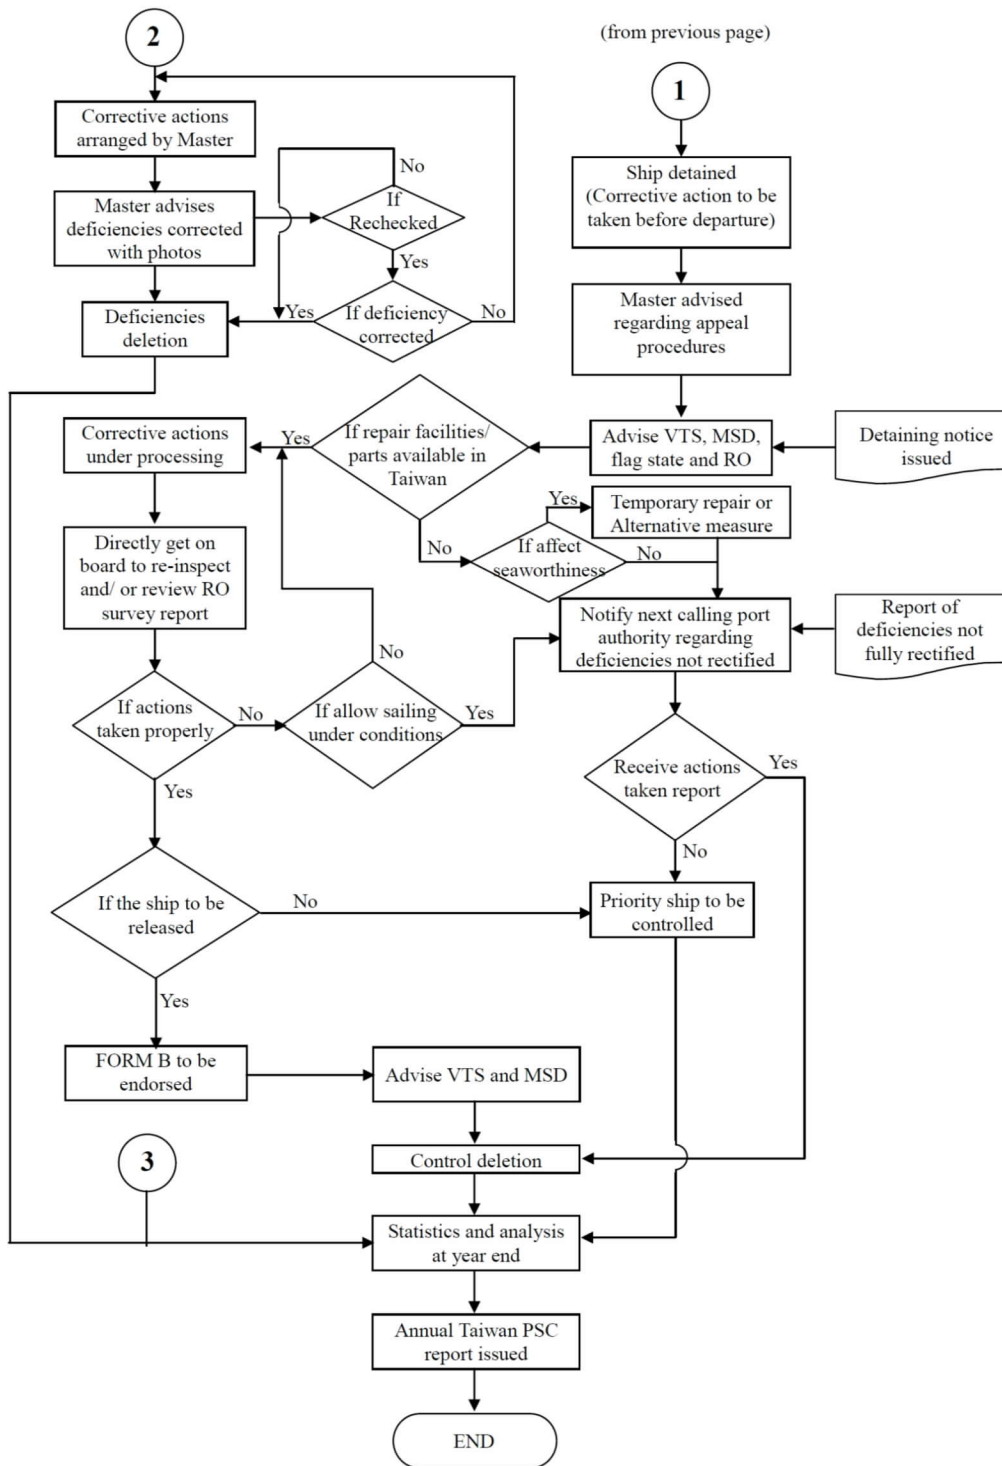 2
(from previous page)
1
Corrective actions
arranged by Master
No
If
Rechecked
Yes
Master advises
deficiencies corrected
with photos
Ship detained
(Corrective action to be
taken before departure)
Deficiencies
deletion
Yes
If deficiency
corrected
No
Master advised
regarding appeal
procedures
Corrective actions
under processing
Yes
If repair facilities/
parts available in
Taiwan
Advise VTS, MSD,
flag state and RO
Detaining notice
issued
No
Yes
Temporary repair or
Alternative measure
If affect
seaworthiness
No
Directly get on
board to re-inspect
and/ or review RO
survey report
Notify next calling port
authority regarding
deficiencies not rectified
Report of
deficiencies not
fully rectified
If actions
taken properly
No
No
If allow sailing
under conditions
Yes
Yes
Receive actions
taken report
Yes
No
If the ship to be
released
No
Priority ship to be
controlled
Yes
FORM B to be
endorsed
Advise VTS and MSD
3
Control deletion
Statistics and analysis
at year end
Annual Taiwan PSC
report issued
END